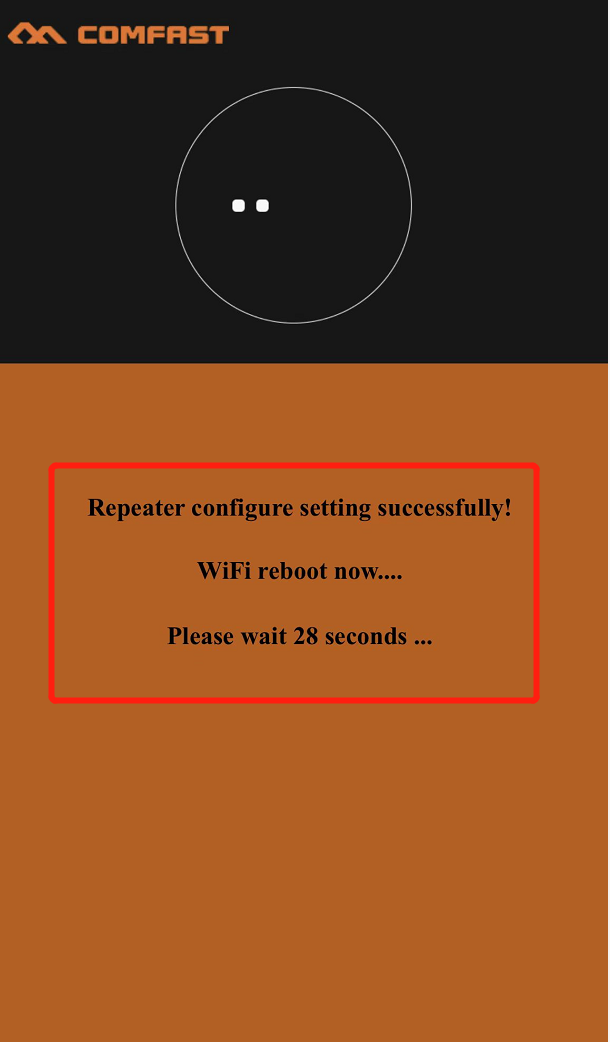 COMFAST
Repeater configure setting successfully!
WiFi reboot now....
Please wait 28 seconds ...